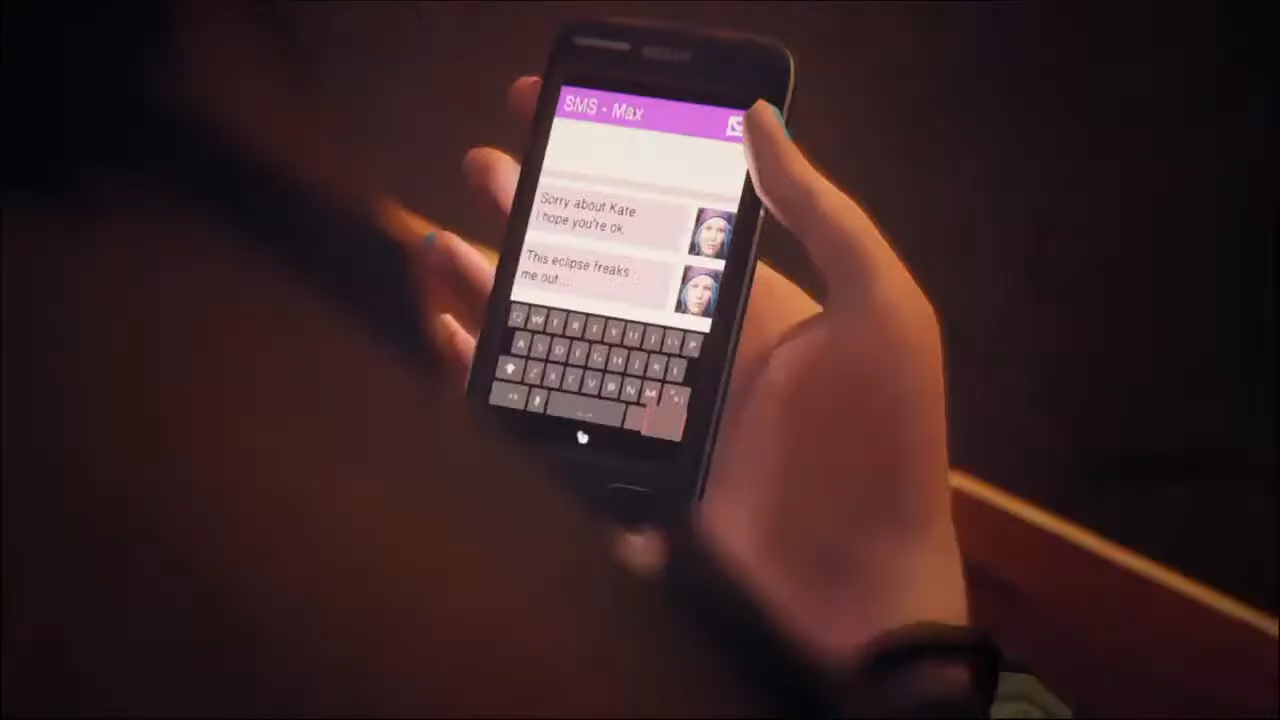 SMS - Max
Sorry about Kate
I hope you're ok.
This eclipse freaks
me out...